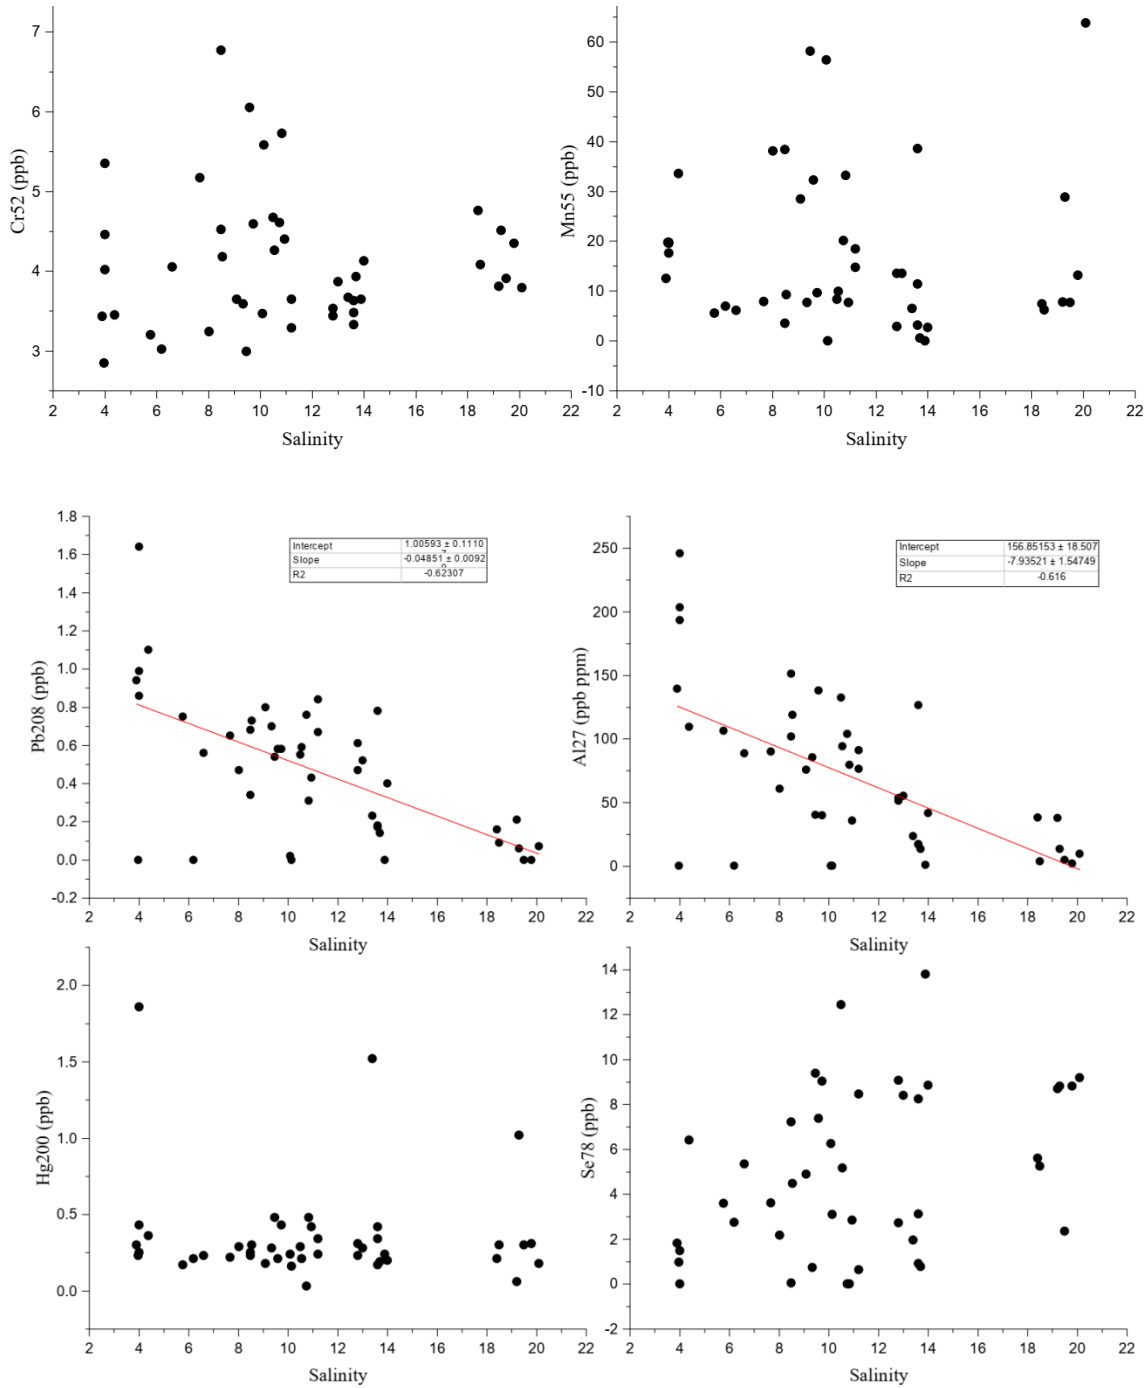 7
6
5
4
3
Cr52 (ppb)
2 4 6 8 10 12 14 16 18 20 22
Salinity
60
50
40
30
20
10
0
-10
Mn55 (ppb)
2 4 6 8 10 12 14 16 18 20 22
Salinity
1.8
1.6
1.4
1.2
1.0
0.8
0.6
0.4
0.2
0.0
-0.2
Pb208 (ppb)
Intercept 1.00593 ± 0.1110
Slope -0.04851 ± 0.0092
R2 -0.62307
2 4 6 8 10 12 14 16 18 20 22
Salinity
250
200
150
100
50
0
Al27 (ppb ppm)
Intercept 156.85153 ± 18.507
Slope -7.93521 ± 1.54749
R2 -0.616
2 4 6 8 10 12 14 16 18 20 22
Salinity
2.0
1.5
1.0
0.5
0.0
Hg200 (ppb)
2 4 6 8 10 12 14 16 18 20 22
Salinity
14
12
10
8
6
4
2
0
-2
Se78 (ppb)
2 4 6 8 10 12 14 16 18 20 22
Salinity